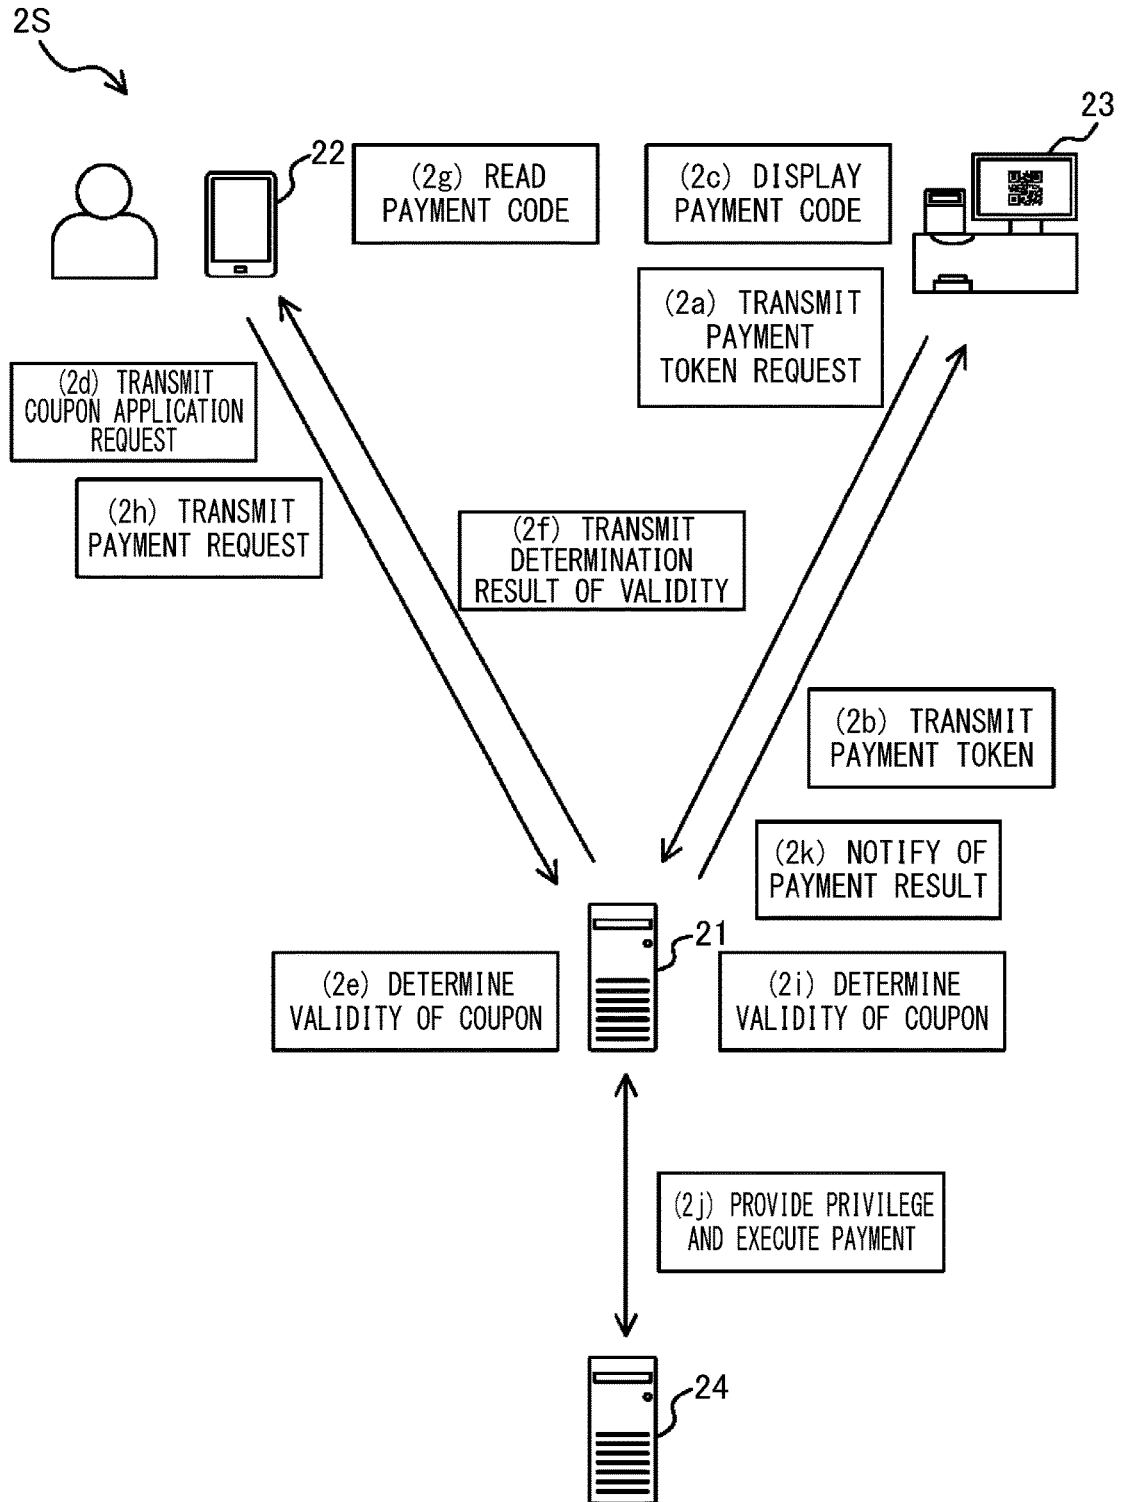 2S
22
23
(2g) READ
PAYMENT CODE
(2c) DISPLAY
PAYMENT CODE
(2a) TRANSMIT
PAYMENT
TOKEN REQUEST
(2d) TRANSMIT
COUPON APPLICATION
REQUEST
(2h) TRANSMIT
PAYMENT REQUEST
(2f) TRANSMIT
DETERMINATION
RESULT OF VALIDITY
(2b) TRANSMIT
PAYMENT TOKEN
(2k) NOTIFY OF
PAYMENT RESULT
21
(2e) DETERMINE
VALIDITY OF COUPON
(2i) DETERMINE
VALIDITY OF COUPON
(2j) PROVIDE PRIVILEGE
AND EXECUTE PAYMENT
24